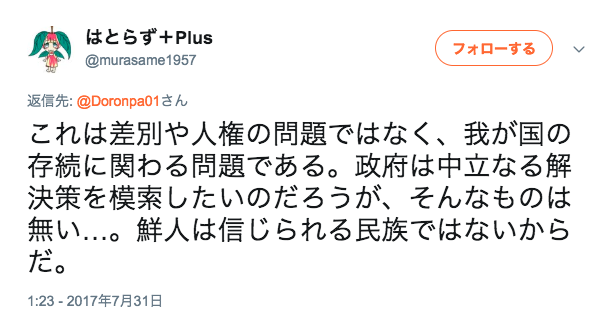 はとらず＋Plus
@murasame1957
フォローする
返信先: @Doronpa01さん
これは差別や人権の問題ではなく、我が国の
存続に関わる問題である。政府は中立なる解
決策を模索したいのだろうが、そんなものは
無い…。鮮人は信じられる民族ではないから
だ。
1:23 - 2017年7月31日